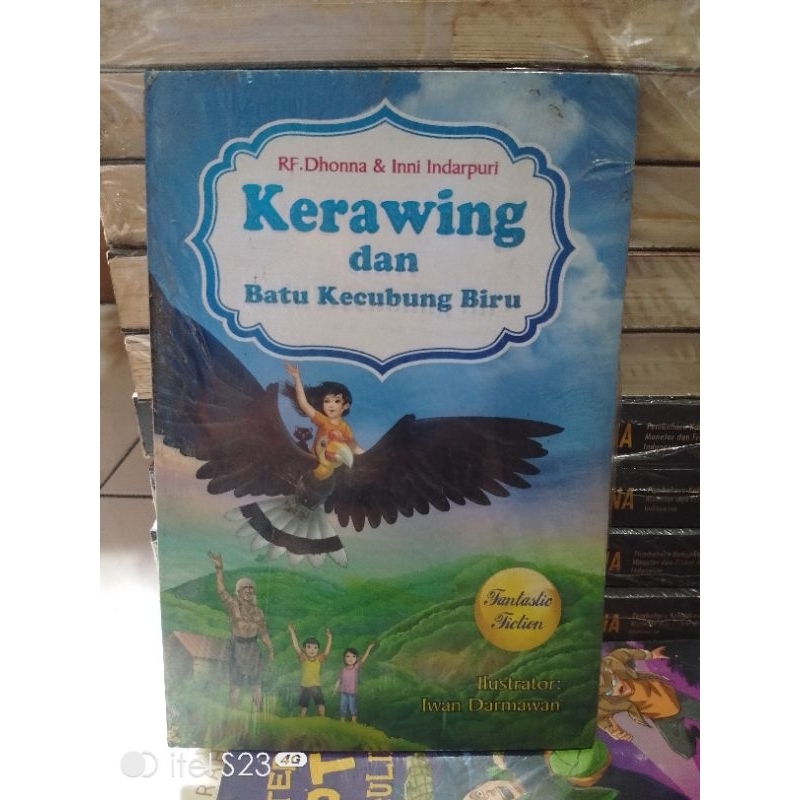 RF.Dhonna & Inni Indarpuri
Kerawing
dan
Batu Kecubung Biru
Fantastic
Fiction
Ilustrator:
Iwan Darmawan
itel S23 4G